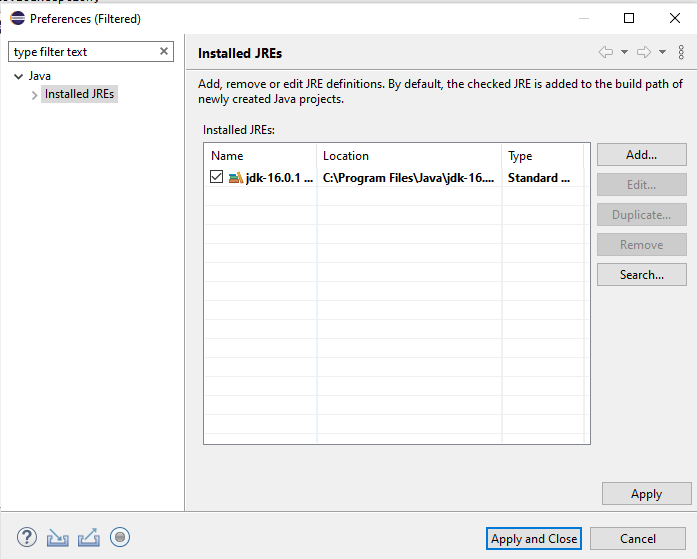 Preferences (Filtered)
type filter text
Java
Installed JREs
Installed JREs
Add, remove or edit JRE definitions. By default, the checked JRE is added to the build path of
newly created Java projects.
Installed JREs:
Name Location Type
jdk-16.0.1 ... C:\Program Files\Java\jdk-16.... Standard ...
Add...
Edit...
Duplicate...
Remove
Search...
Apply
Apply and Close Cancel